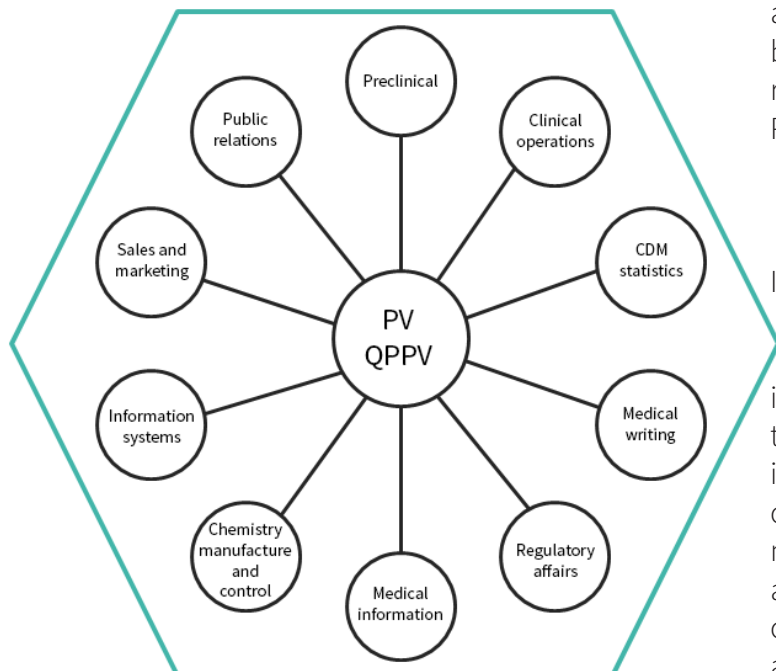 Preclinical
Public
relations
Clinical
operations
Sales and
marketing
CDM
statistics
PV
QPPV
Information
systems
Medical
writing
Chemistry
manufacture
and
control
Regulatory
affairs
Medical
information